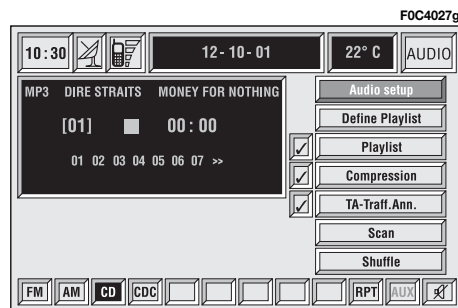 F0C4027g
10:30 12-10-01 22° C AUDIO
MP3 DIRE STRAITS MONEY FOR NOTHING
[01] 00:00
01 02 03 04 05 06 07 >>
Audio setup
Define Playlist
Playlist
Compression
TA-Traff.Ann.
Scan
Shuffle
FM AM CD CDC RPT AUX